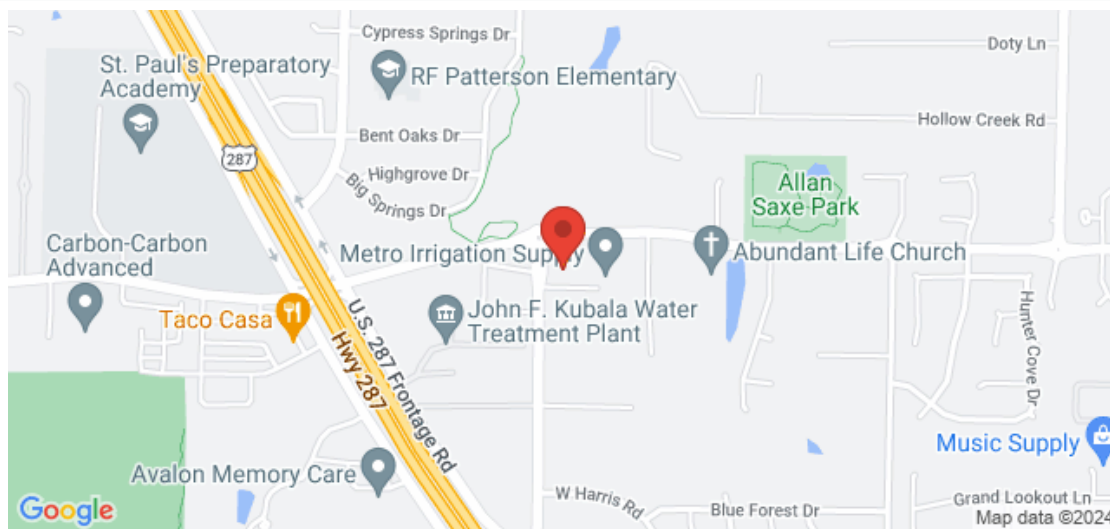 Cypress Springs Dr
Doty Ln
St. Paul's Preparatory
Academy
RF Patterson Elementary
Hollow Creek Rd
Bent Oaks Dr
287
Highgrove Dr
Big Springs Dr
Allan
Saxe Park
Carbon-Carbon
Advanced
Metro Irrigation Supply
Abundant Life Church
Taco Casa
John F. Kubala Water
Treatment Plant
U.S. 287 Frontage Rd
Hwy 287
Hunter Cove Dr
Music Supply
Avalon Memory Care
W Harris Rd
Blue Forest Dr
Grand Lookout Ln
Google
Map data ©2024